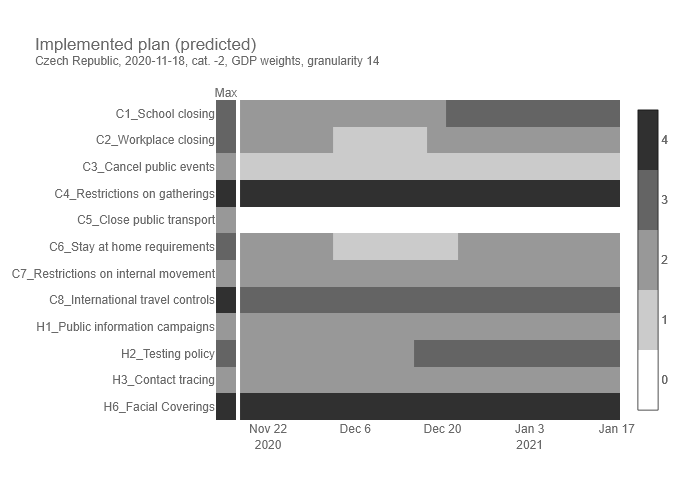 Implemented plan (predicted)
Czech Republic, 2020-11-18, cat. -2, GDP weights, granularity 14
Max
C1_School closing
C2_Workplace closing
C3_Cancel public events
C4_Restrictions on gatherings
C5_Close public transport
C6_Stay at home requirements
C7_Restrictions on internal movement
C8_International travel controls
H1_Public information campaigns
H2_Testing policy
H3_Contact tracing
H6_Facial Coverings
4
3
2
1
0
Nov 22 Dec 6 Dec 20 Jan 3 Jan 17
2020 2021